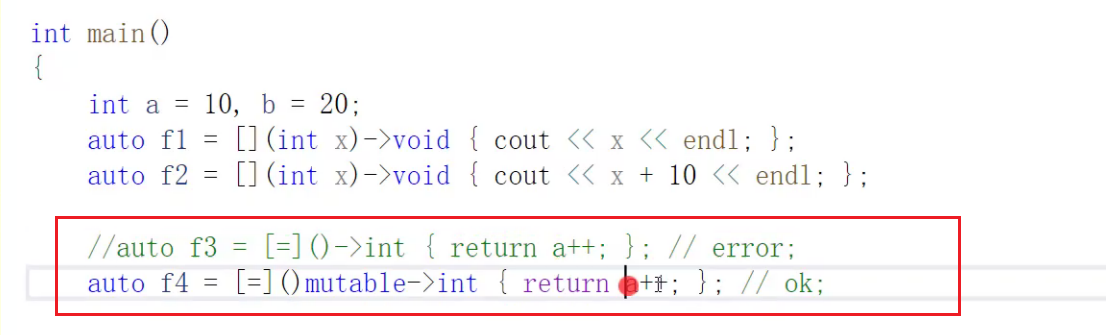 int main()
{
int a = 10, b = 20;
auto f1 = [](int x)->void { cout << x << endl; };
auto f2 = [](int x)->void { cout << x + 10 << endl; };
//auto f3 = [=]()->int { return a++; }; // error;
auto f4 = [=]()mutable->int { return a++; }; // ok;